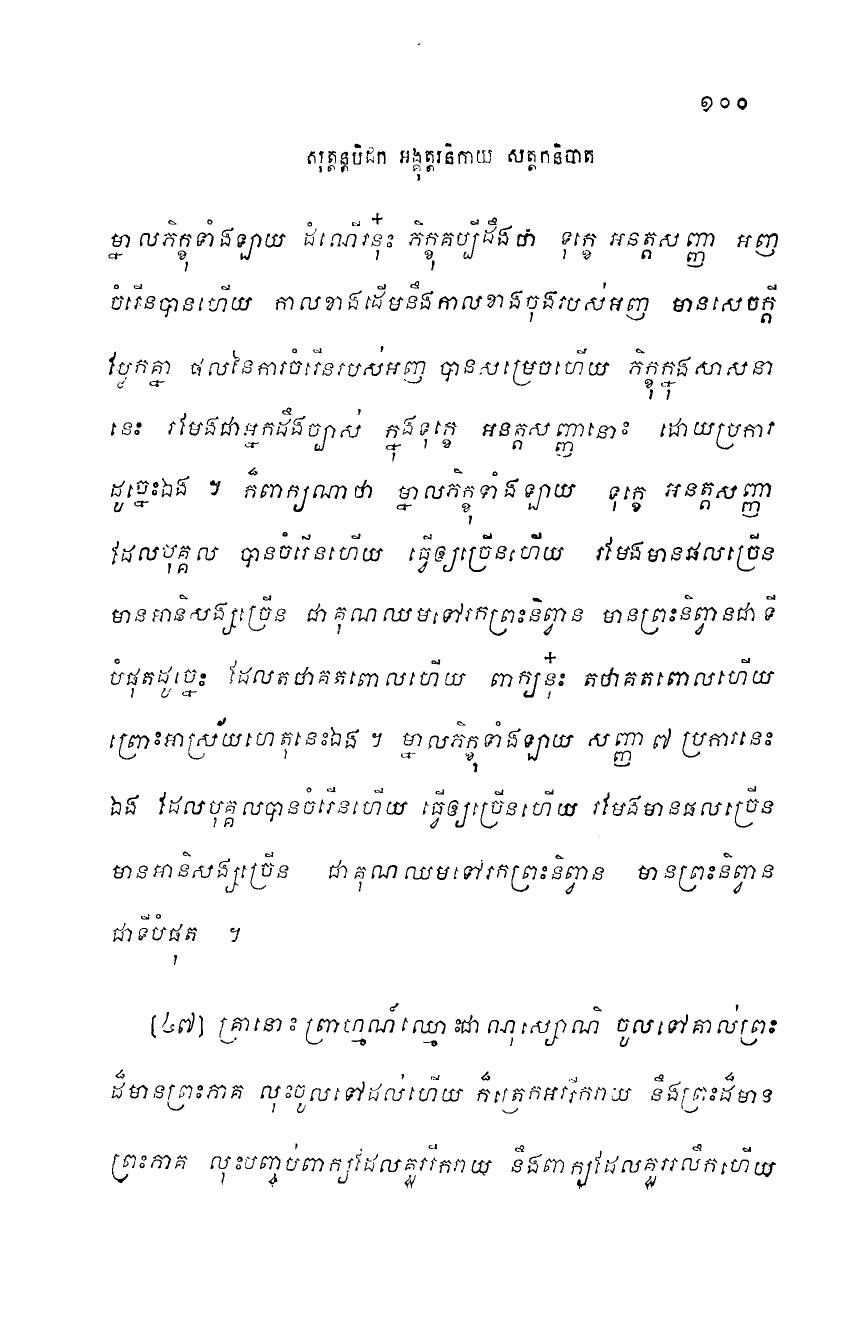 ១០០
សុត្តន្តបិដក អង្គុត្តរនិកាយ សត្តកនិបាត
ម្នាលភិក្ខុទាំងឡាយ ដំណើរនុ៎ះ ភិក្ខុគប្បីដឹងថា ទុក្ខេ អនត្តសញ្ញា អញ
ចំរើនបានហើយ កាលខាងដើមនឹងកាលខាងចុងរបស់អញ មានសេចក្តី
ប្លែកគ្នា ផលនៃការចំរើនរបស់អញ បានសម្រេចហើយ ភិក្ខុក្នុងសាសនា
នេះ រមែងជាអ្នកដឹងច្បាស់ ក្នុងទុក្ខេ អនត្តសញ្ញានោះ ដោយប្រការ
ដូច្នេះឯង ។ ក៏ពាក្យណាថា ម្នាលភិក្ខុទាំងឡាយ ទុក្ខេ អនត្តសញ្ញា
ដែលបុគ្គល បានចំរើនហើយ ធ្វើឲ្យច្រើនហើយ រមែងមានផលច្រើន
មានអានិសង្សច្រើន ជាគុណឈមទៅរកព្រះនិព្វាន មានព្រះនិព្វានជាទី
បំផុតដូច្នេះ ដែលតថាគតពោលហើយ ពាក្យនុ៎ះ តថាគតពោលហើយ
ព្រោះអាស្រ័យហេតុនេះឯង ។ ម្នាលភិក្ខុទាំងឡាយ សញ្ញា ៧ ប្រការនេះ
ឯង ដែលបុគ្គលបានចំរើនហើយ ធ្វើឲ្យច្រើនហើយ រមែងមានផលច្រើន
មានអានិសង្សច្រើន ជាគុណឈមទៅរកព្រះនិព្វាន មានព្រះនិព្វាន
ជាទីបំផុត ។
(៤៧) គ្រានោះ ព្រាហ្មណ៍ឈ្មោះជាណុស្សោណិ ចូលទៅគាល់ព្រះ
ដ៏មានព្រះភាគ លុះចូលទៅដល់ហើយ ក៏ត្រេកអររីករាយ នឹងព្រះដ៏មាន
ព្រះភាគ លុះបញ្ចប់ពាក្យដែលគួររីករាយ នឹងពាក្យដែលគួររលឹកហើយ